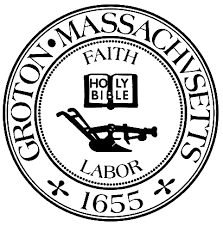 GROTON • MASSACHVSETTS
FAITH
HOLY
BIBLE
LABOR
1655